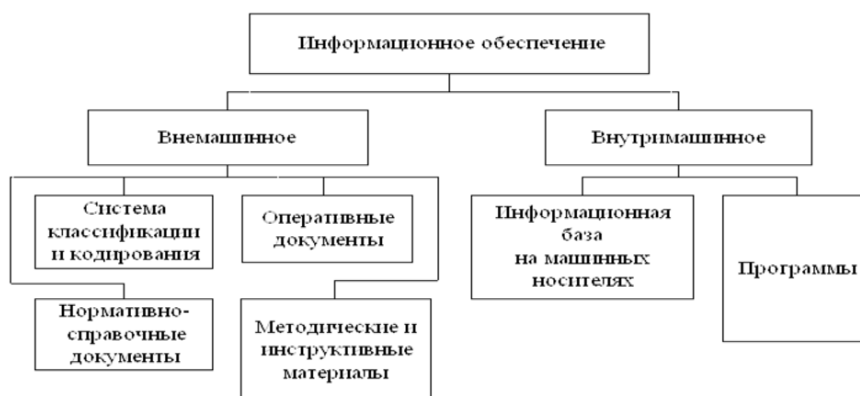 Информационное обеспечение
Внемашинное
Внутримашинное
Система
классификации
и кодирования
Оперативные
документы
Информационная
база
на машинных
носителях
Программы
Нормативно-
справочные
документы
Методические и
инструктивные
материалы